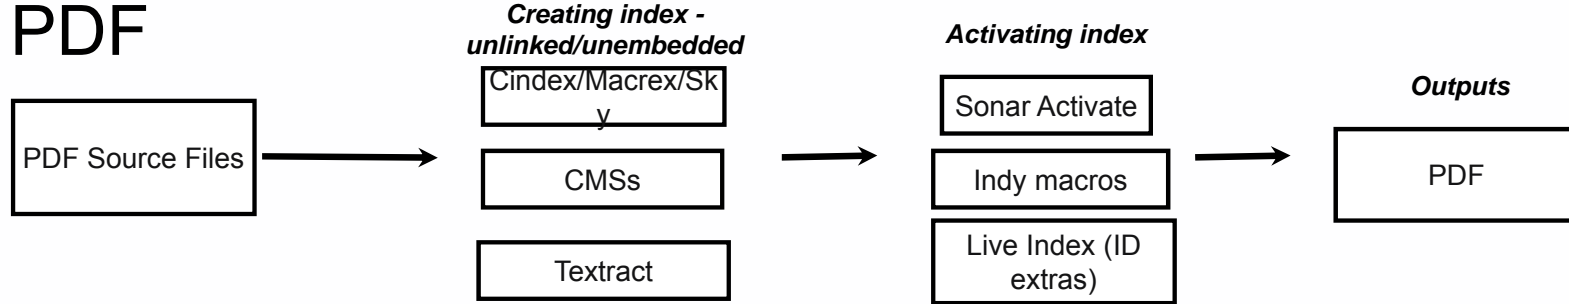 PDF
Creating index -
unlinked/unembedded
Activating index
Outputs
PDF Source Files
Cindex/Macrex/Sk
y
CMSs
Textract
Sonar Activate
Indy macros
Live Index (ID
extras)
PDF